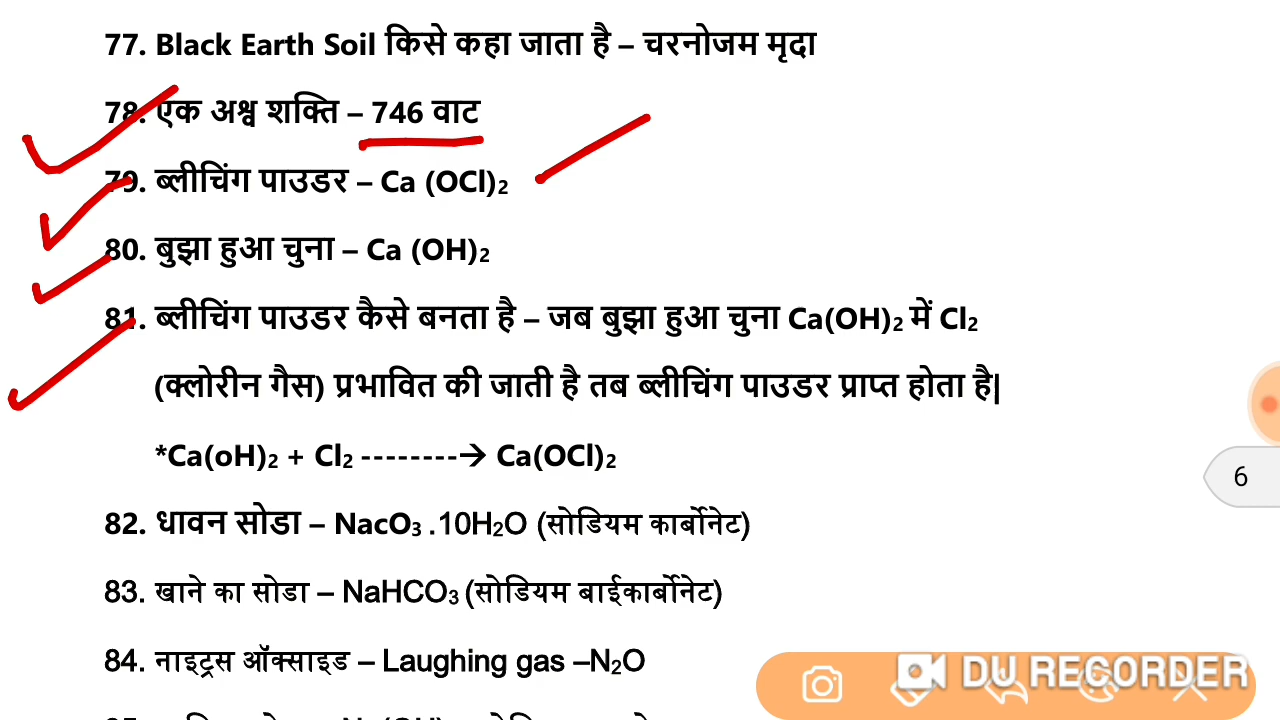 77. Black Earth Soil किसे कहा जाता है – चरनोजम मृदा
78. एक अश्व शक्ति – 746 वाट
79. ब्लीचिंग पाउडर – Ca (OCl)₂
80. बुझा हुआ चुना – Ca (OH)₂
81. ब्लीचिंग पाउडर कैसे बनता है – जब बुझा हुआ चुना Ca(OH)₂ में Cl₂
(क्लोरीन गैस) प्रभावित की जाती है तब ब्लीचिंग पाउडर प्राप्त होता है|
*Ca(oH)₂ + Cl₂ --------→ Ca(OCl)₂
6
82. धावन सोडा – NacO₃ .10H₂O (सोडियम कार्बोनेट)
83. खाने का सोडा – NaHCO₃ (सोडियम बाईकार्बोनेट)
84. नाइट्रस ऑक्साइड – Laughing gas –N₂O
DU RECORDER